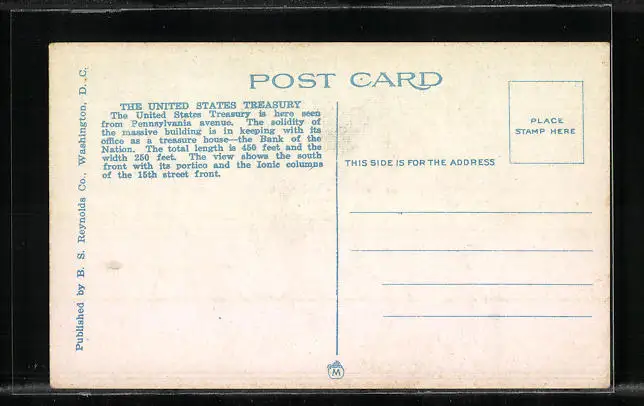 POST CARD
THE UNITED STATES TREASURY
The United States Treasury is here seen
from Pennsylvania avenue. The solidity of
the massive building is in keeping with its
office as a treasure house—the Bank of the
Nation. The total length is 450 feet and the
width 250 feet. The view shows the south
front with its portico and the Ionic columns
of the 15th street front.
PLACE
STAMP HERE
THIS SIDE IS FOR THE ADDRESS
Published by B. S. Reynolds Co., Washington, D. C.
M